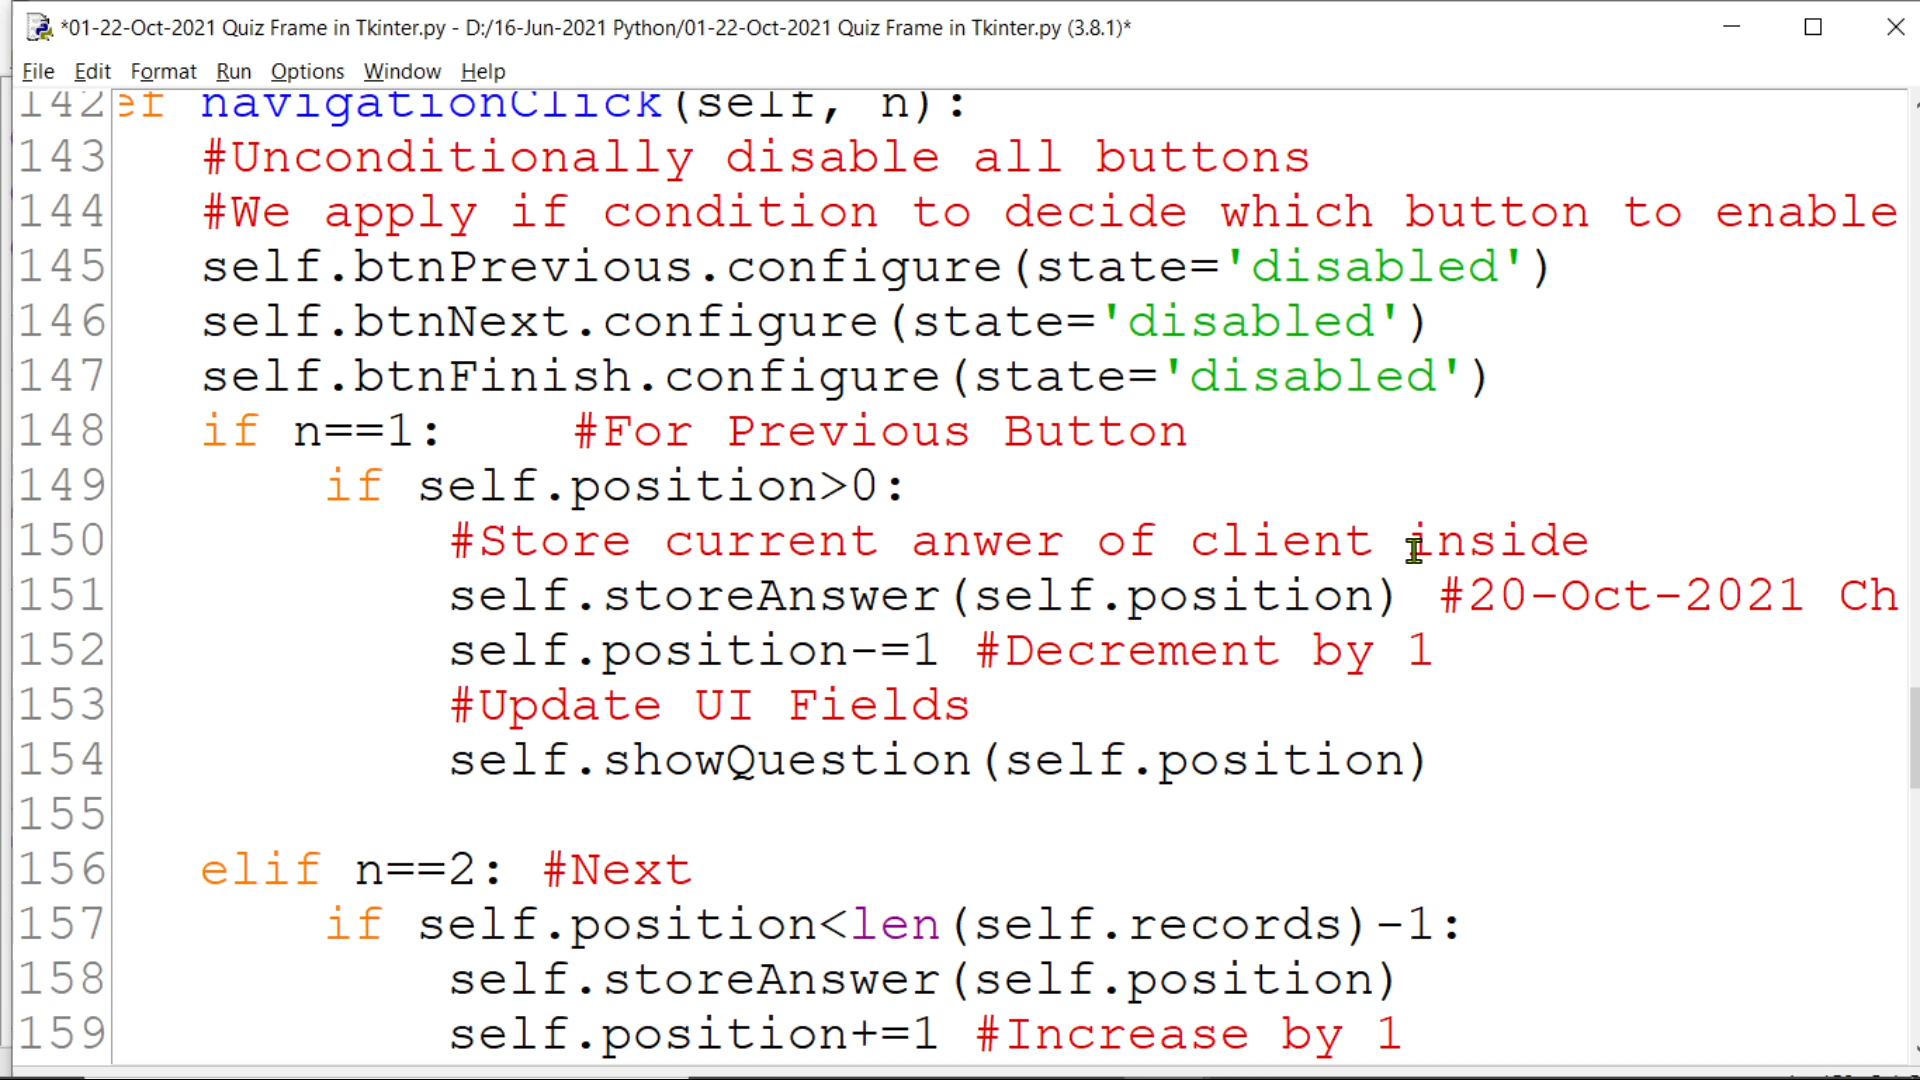 *01-22-Oct-2021 Quiz Frame in Tkinter.py - D:/16-Jun-2021 Python/01-22-Oct-2021 Quiz Frame in Tkinter.py (3.8.1)*
File Edit Format Run Options Window Help
142 ef navigationClick(self, n):
143 #Unconditionally disable all buttons
144 #We apply if condition to decide which button to enable
145 self.btnPrevious.configure(state='disabled')
146 self.btnNext.configure(state='disabled')
147 self.btnFinish.configure(state='disabled')
148 if n==1: #For Previous Button
149 if self.position>0:
150 #Store current anwer of client inside
151 self.storeAnswer(self.position) #20-Oct-2021 Ch
152 self.position-=1 #Decrement by 1
153 #Update UI Fields
154 self.showQuestion(self.position)
155
156 elif n==2: #Next
157 if self.position<len(self.records)-1:
158 self.storeAnswer(self.position)
159 self.position+=1 #Increase by 1